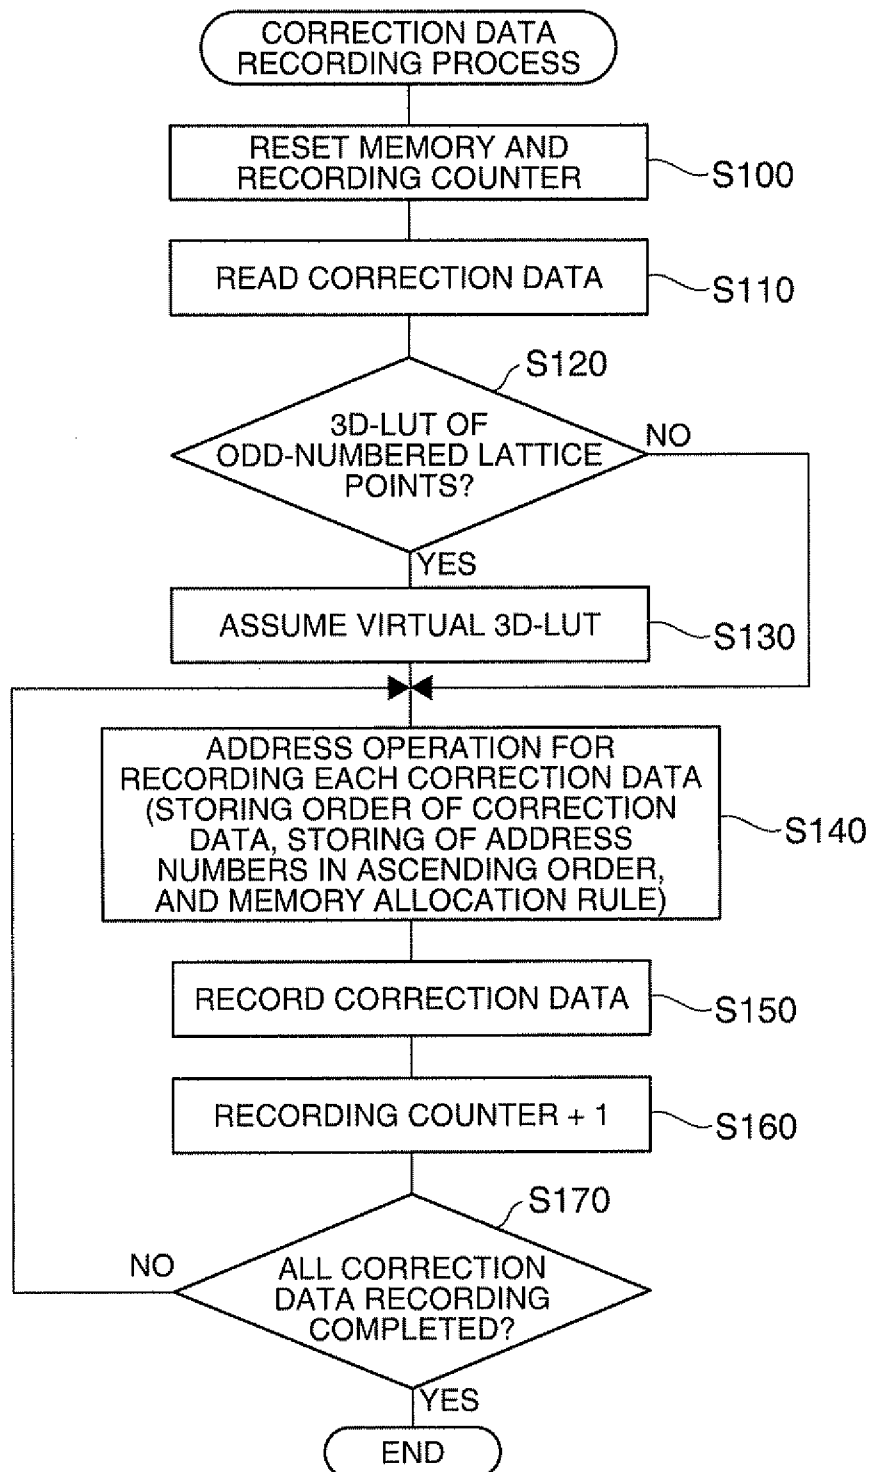 CORRECTION DATA
RECORDING PROCESS
RESET MEMORY AND
RECORDING COUNTER
S100
READ CORRECTION DATA
S110
S120
3D-LUT OF
ODD-NUMBERED LATTICE
POINTS?
NO
YES
ASSUME VIRTUAL 3D-LUT
S130
ADDRESS OPERATION FOR
RECORDING EACH CORRECTION DATA
(STORING ORDER OF CORRECTION
DATA, STORING OF ADDRESS
NUMBERS IN ASCENDING ORDER,
AND MEMORY ALLOCATION RULE)
S140
RECORD CORRECTION DATA
S150
RECORDING COUNTER + 1
S160
S170
NO
ALL CORRECTION
DATA RECORDING
COMPLETED?
YES
END